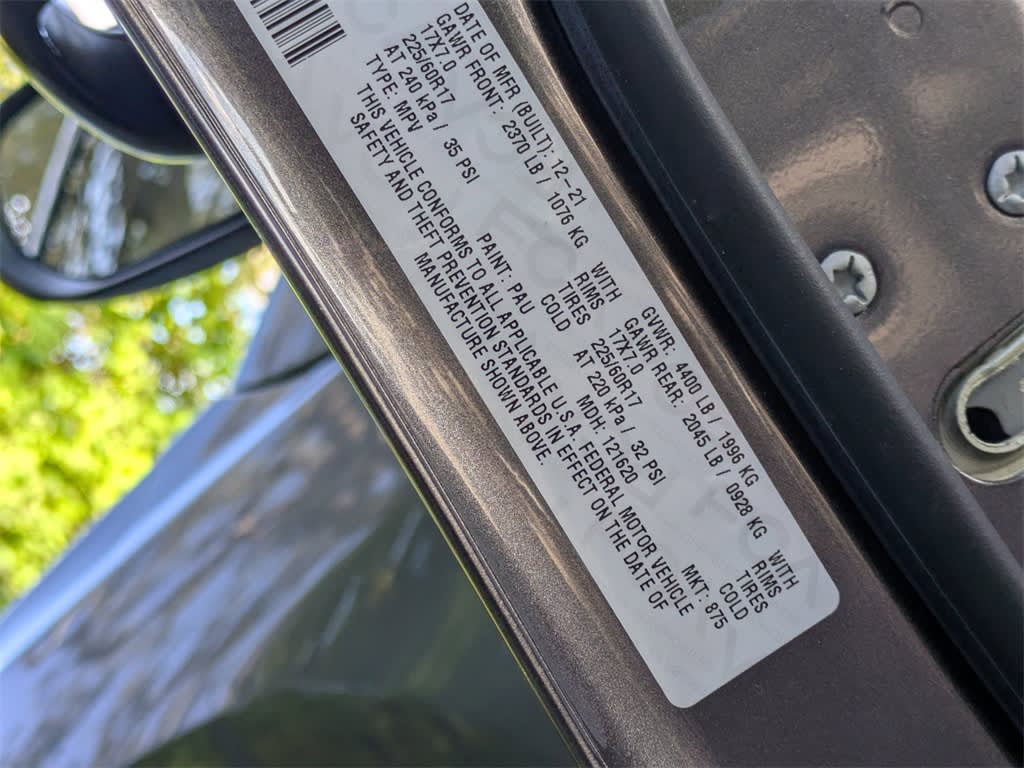 DATE OF MFR (BUILT): 12-21 GVWR: 4400 LB / 1996 KG
GAWR FRONT: 2370 LB / 1076 KG WITH GAWR REAR: 2045 LB / 0928 KG WITH
17X7.0 RIMS 17X7.0 RIMS
225/60R17 TIRES 225/60R17 TIRES
AT 240 kPa / 35 PSI COLD AT 220 kPa / 32 PSI COLD
TYPE: MPV PAINT: PAU MDH: 121620 MKT: 875
THIS VEHICLE CONFORMS TO ALL APPLICABLE U.S.A. FEDERAL MOTOR VEHICLE
SAFETY AND THEFT PREVENTION STANDARDS IN EFFECT ON THE DATE OF
MANUFACTURE SHOWN ABOVE.